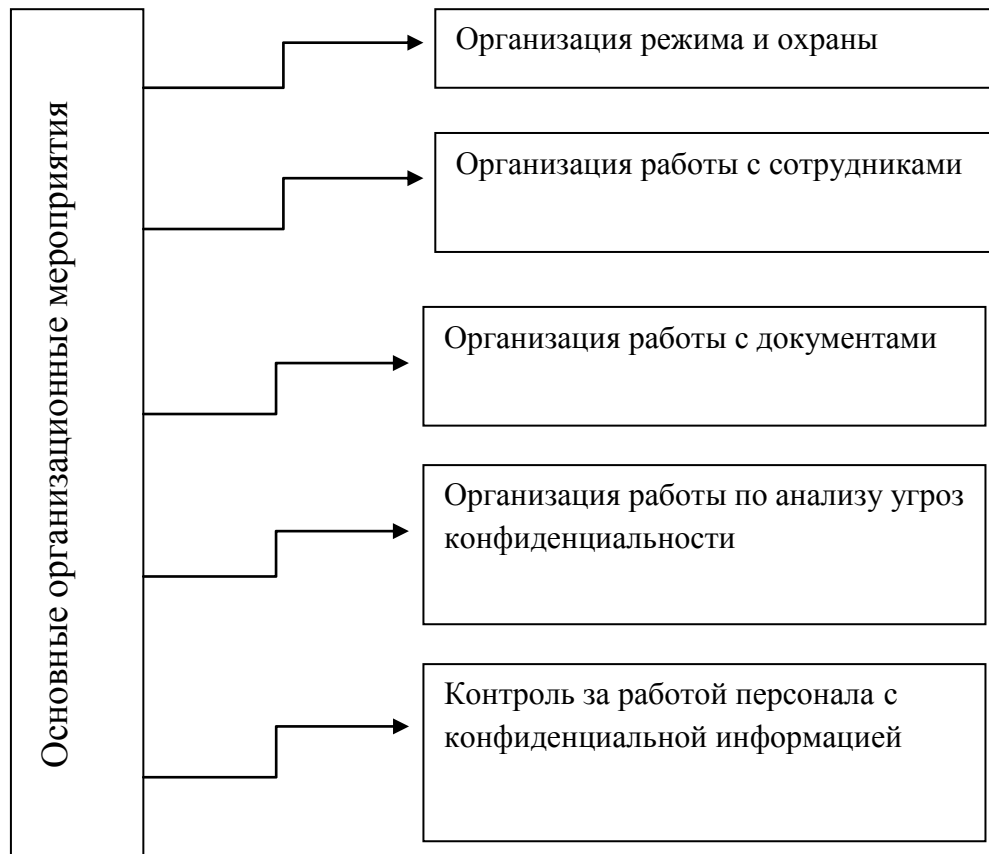 Основные организационные мероприятия
Организация режима и охраны
Организация работы с сотрудниками
Организация работы с документами
Организация работы по анализу угроз
конфиденциальности
Контроль за работой персонала с
конфиденциальной информацией